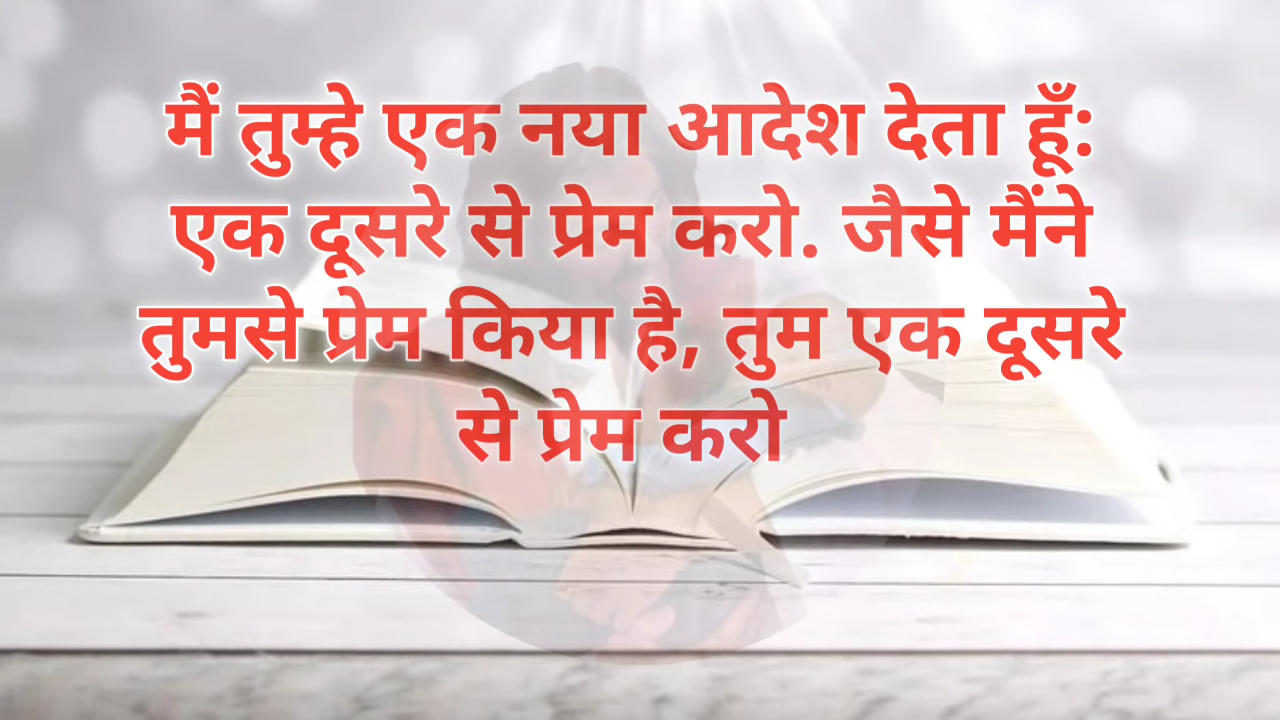 मैं तुम्हे एक नया आदेश देता हूँ:
एक दूसरे से प्रेम करो. जैसे मैंने
तुमसे प्रेम किया है, तुम एक दूसरे
से प्रेम करो